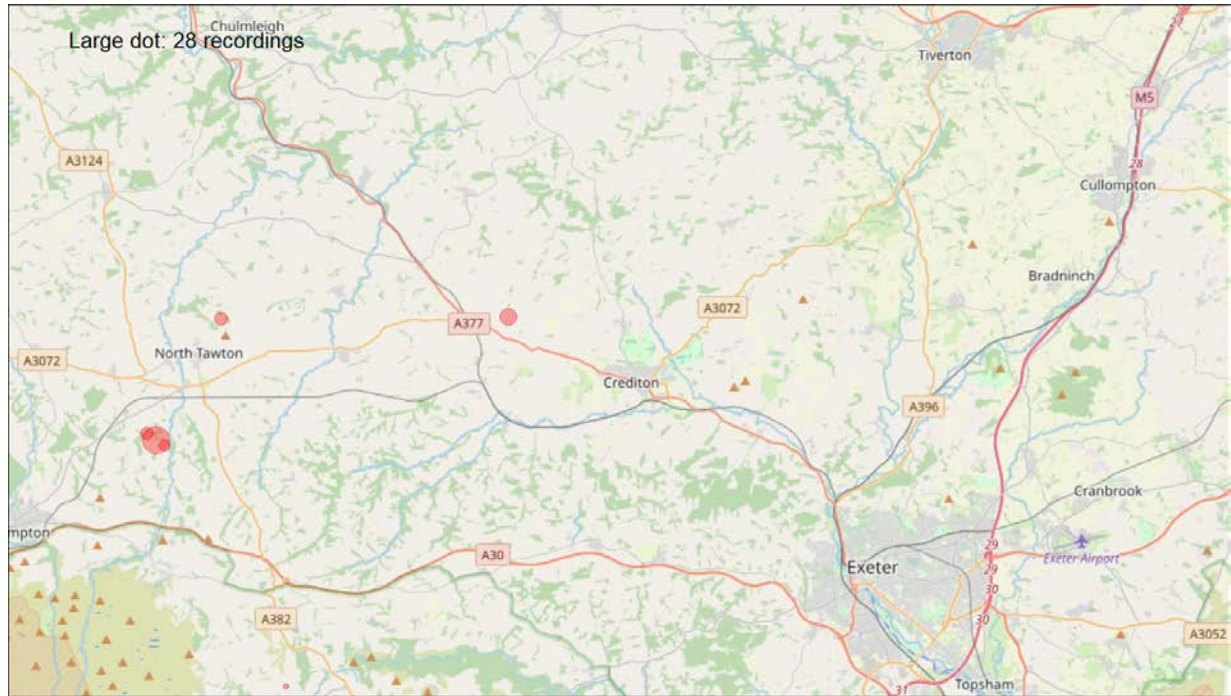 Chulmleigh
Large dot: 28 recordings
27
Tiverton
M5
A3124
28
Cullompton
Bradninch
A3072
A377
North Tawton
A3072
Crediton
A396
Cranbrook
mpton
29
Exeter Airport
A30
Exeter
29
30
A382
30
A3052
Topsham
31